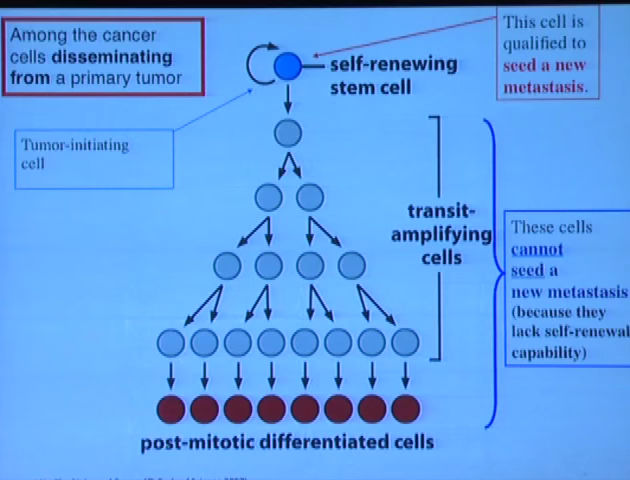 Among the cancer
cells disseminating
from a primary tumor
This cell is
qualified to
seed a new
metastasis.
self-renewing
stem cell
Tumor-initiating
cell
transit-
amplifying
cells
These cells
cannot
seed a
new metastasis
(because they
lack self-renewal
capability)
post-mitotic differentiated cells